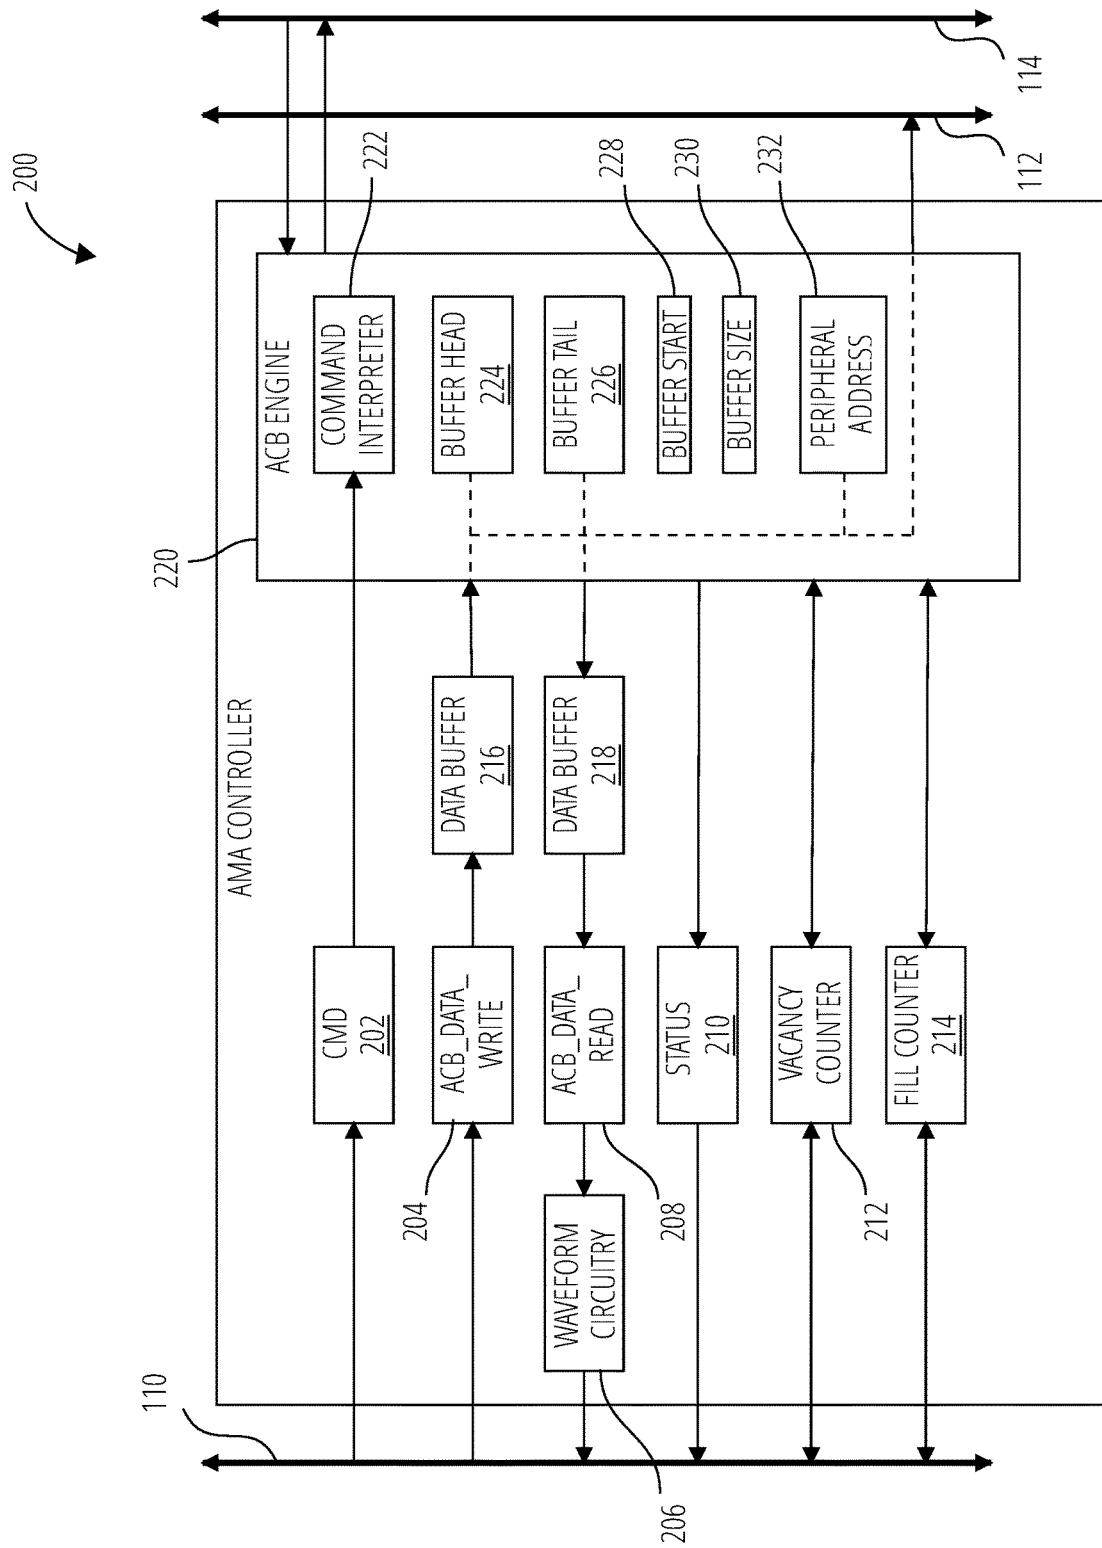 200
AMA CONTROLLER
220
ACB ENGINE
CMD
202
COMMAND
INTERPRETER
222
204
ACB_DATA_
WRITE
DATA BUFFER
216
BUFFER HEAD
224
206
WAVEFORM
CIRCUITRY
208
ACB_DATA_
READ
DATA BUFFER
218
BUFFER TAIL
226
STATUS
210
BUFFER START
228
BUFFER SIZE
230
212
VACANCY
COUNTER
PERIPHERAL
ADDRESS
232
FILL COUNTER
214
110
112
114